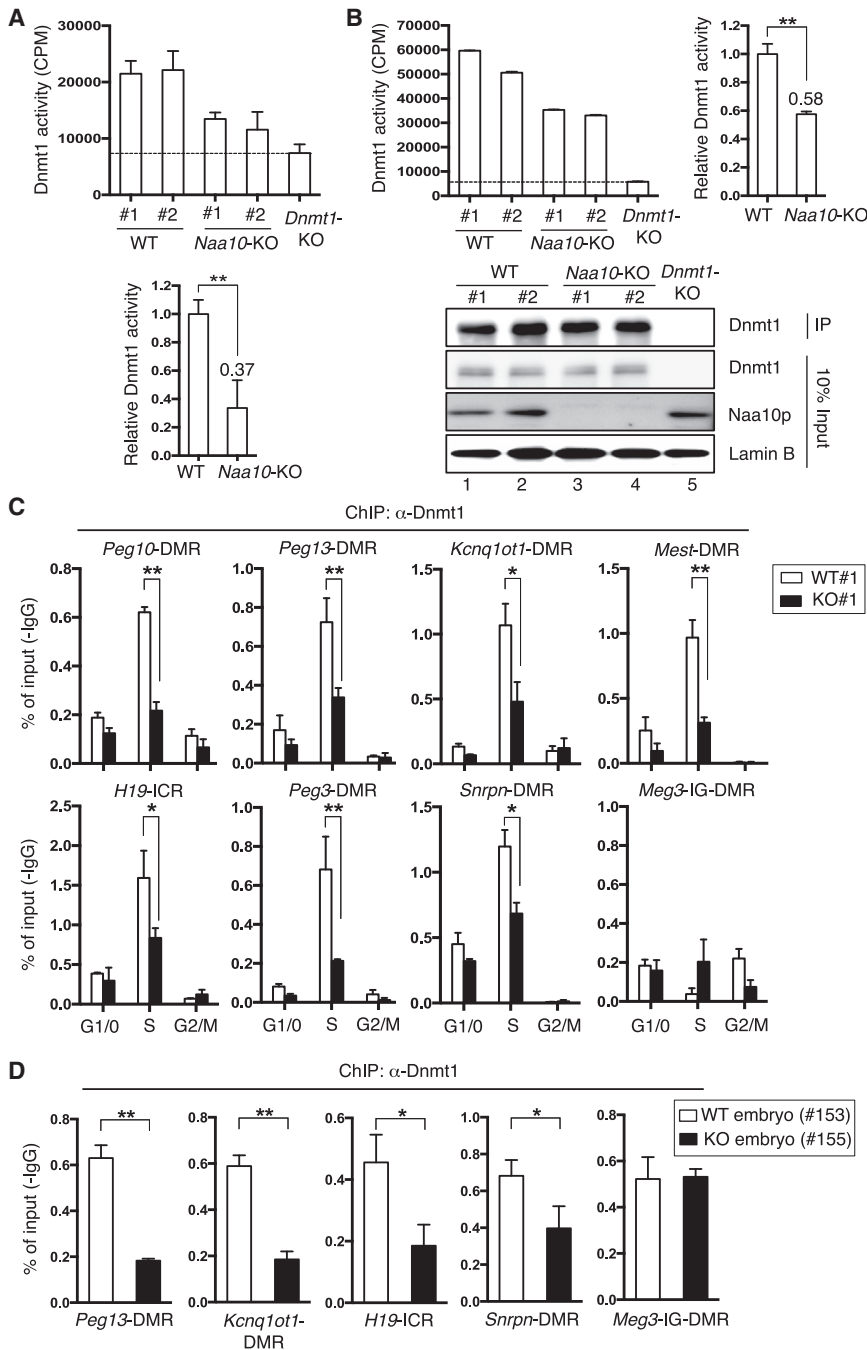 A
Dnmt1 activity (CPM)
30000
20000
10000
0
#1 #2 #1 #2 Dnmt1-
WT Naa10-KO KO
Relative Dnmt1 activity
1.2
1.0
0.8
0.6
0.4
0.2
0.0
**
0.37
WT Naa10-KO
B
Dnmt1 activity (CPM)
70000
60000
50000
40000
30000
20000
10000
0
#1 #2 #1 #2 Dnmt1-
WT Naa10-KO KO
Relative Dnmt1 activity
1.2
1.0
0.8
0.6
0.4
0.2
0.0
**
0.58
WT Naa10-KO
WT Naa10-KO Dnmt1-
#1 #2 #1 #2 KO
Dnmt1 IP
Dnmt1
Naa10p
Lamin B
10% Input
1 2 3 4 5
C
ChIP: α-Dnmt1
WT#1
KO#1
% of input (-IgG)
Peg10-DMR
0.8
0.6
0.4
0.2
0.0
**
Peg13-DMR
1.0
0.8
0.6
0.4
0.2
0.0
**
Kcnq1ot1-DMR
1.5
1.0
0.5
0.0
*
Mest-DMR
1.5
1.0
0.5
0.0
**
% of input (-IgG)
H19-ICR
2.5
2.0
1.5
1.0
0.5
0.0
*
G1/0 S G2/M
Peg3-DMR
1.0
0.8
0.6
0.4
0.2
0.0
**
G1/0 S G2/M
Snrpn-DMR
1.5
1.0
0.5
0.0
*
G1/0 S G2/M
Meg3-IG-DMR
1.0
0.8
0.6
0.4
0.2
0.0
G1/0 S G2/M
D
ChIP: α-Dnmt1
WT embryo (#153)
KO embryo (#155)
% of input (-IgG)
0.8
0.6
0.4
0.2
0.0
**
Peg13-DMR
0.8
0.6
0.4
0.2
0.0
**
Kcnq1ot1-
DMR
0.6
0.4
0.2
0.0
*
H19-ICR
1.0
0.8
0.6
0.4
0.2
0.0
*
Snrpn-DMR
0.8
0.6
0.4
0.2
0.0
Meg3-IG-DMR